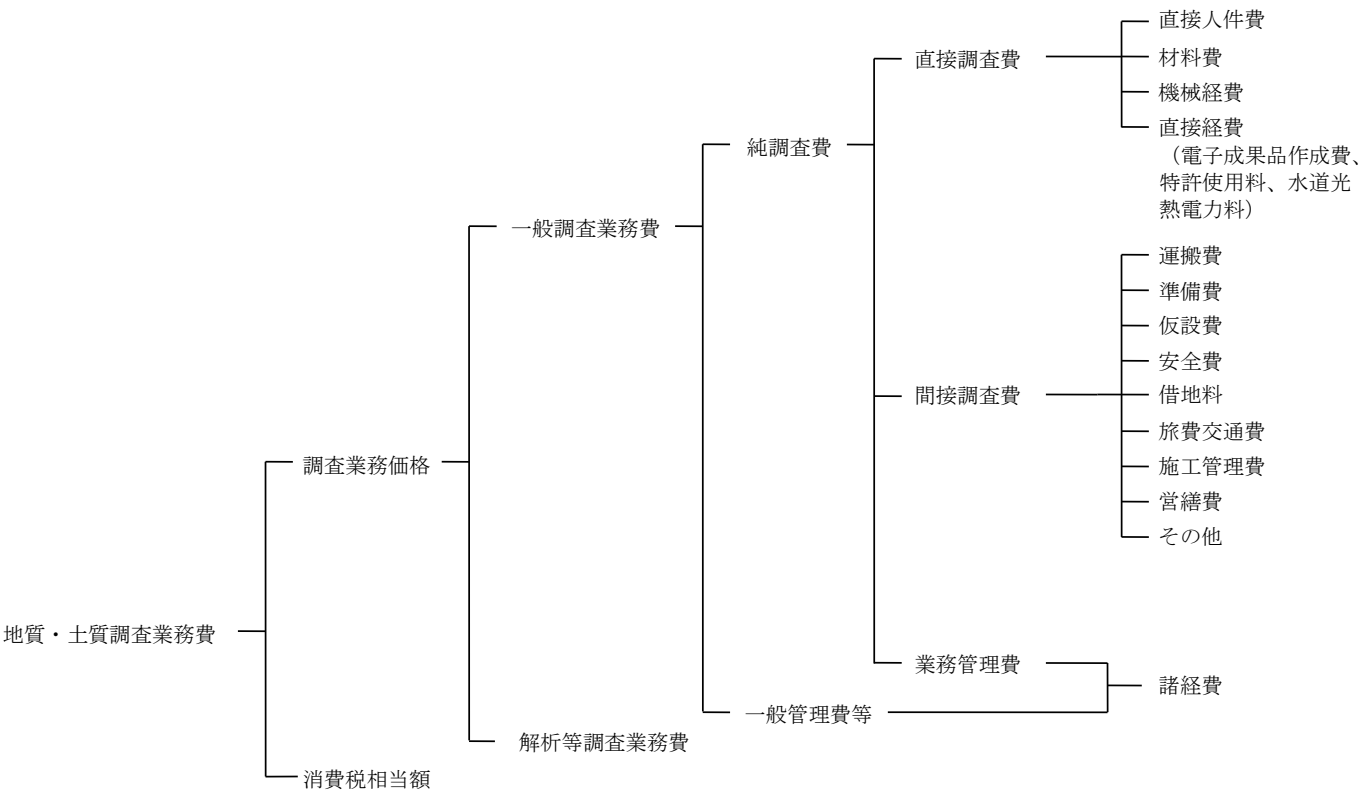 直接人件費
直接調査費
材料費
機械経費
直接経費
純調査費
（電子成果品作成費、
特許使用料、水道光
熱電力料）
一般調査業務費
運搬費
準備費
仮設費
安全費
間接調査費
借地料
旅費交通費
調査業務価格
施工管理費
営繕費
その他
地質・土質調査業務費
業務管理費
諸経費
一般管理費等
解析等調査業務費
消費税相当額